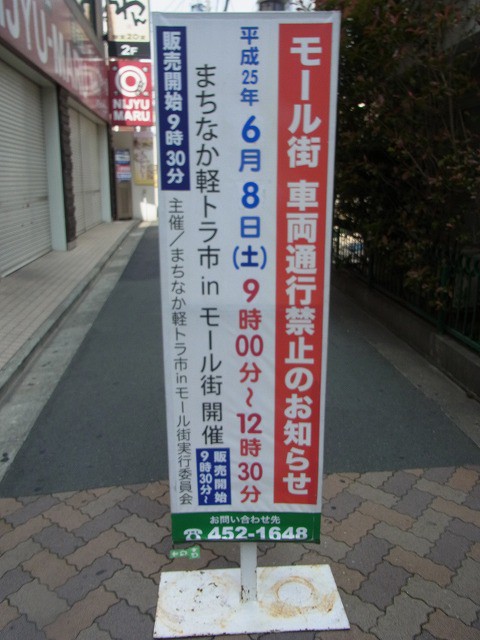 モール街 車両通行禁止のお知らせ
平成25年 6月8日(土) 9時00分~12時30分
まちなか軽トラ市 in モール街 開催
販売開始
9時30分~
販売開始9時30分
主催/まちなか軽トラ市inモール街実行委員会
お問い合わせ先
☎452-1648
2F
NIJYU
MARU
NIJYU-MARU